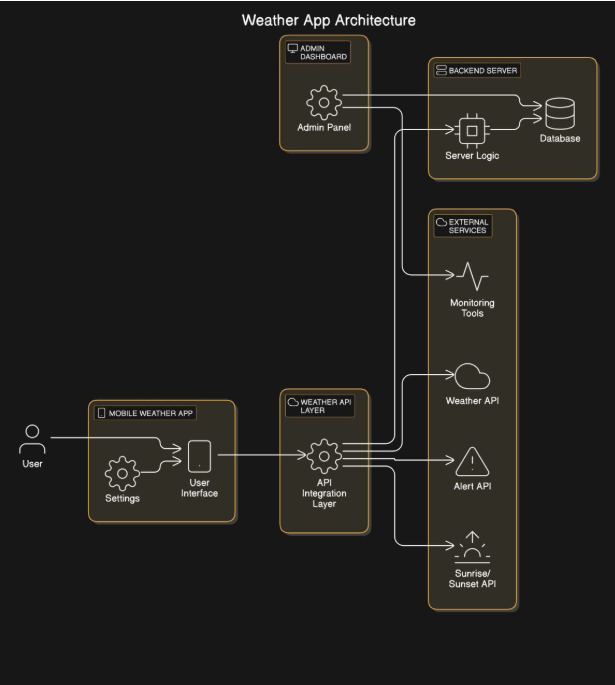 Weather App Architecture
ADMIN
DASHBOARD
Admin Panel
BACKEND SERVER
Server Logic
Database
EXTERNAL
SERVICES
Monitoring
Tools
Weather API
Alert API
Sunrise/
Sunset API
WEATHER API
LAYER
API
Integration
Layer
MOBILE WEATHER APP
Settings
User
Interface
User